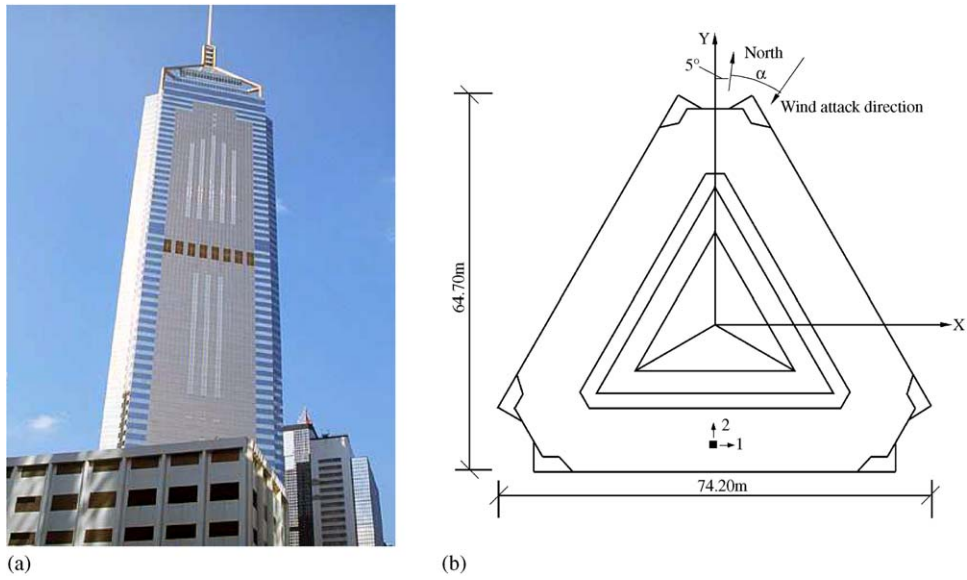 Y
North
5°
α
Wind attack direction
64.70m
X
2
1
74.20m
(a)
(b)